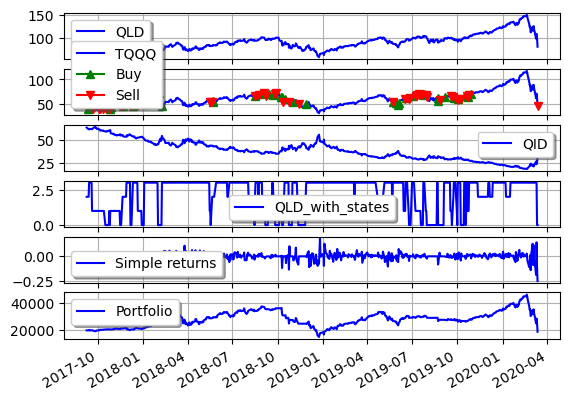 150
100
QLD
100
50
TQQQ
Buy
Sell
50
25
QID
2.5
0.0
QLD_with_states
0.00
−0.25
Simple returns
40000
20000
Portfolio
2017-10
2018-01
2018-04
2018-07
2018-10
2019-01
2019-04
2019-07
2019-10
2020-01
2020-04